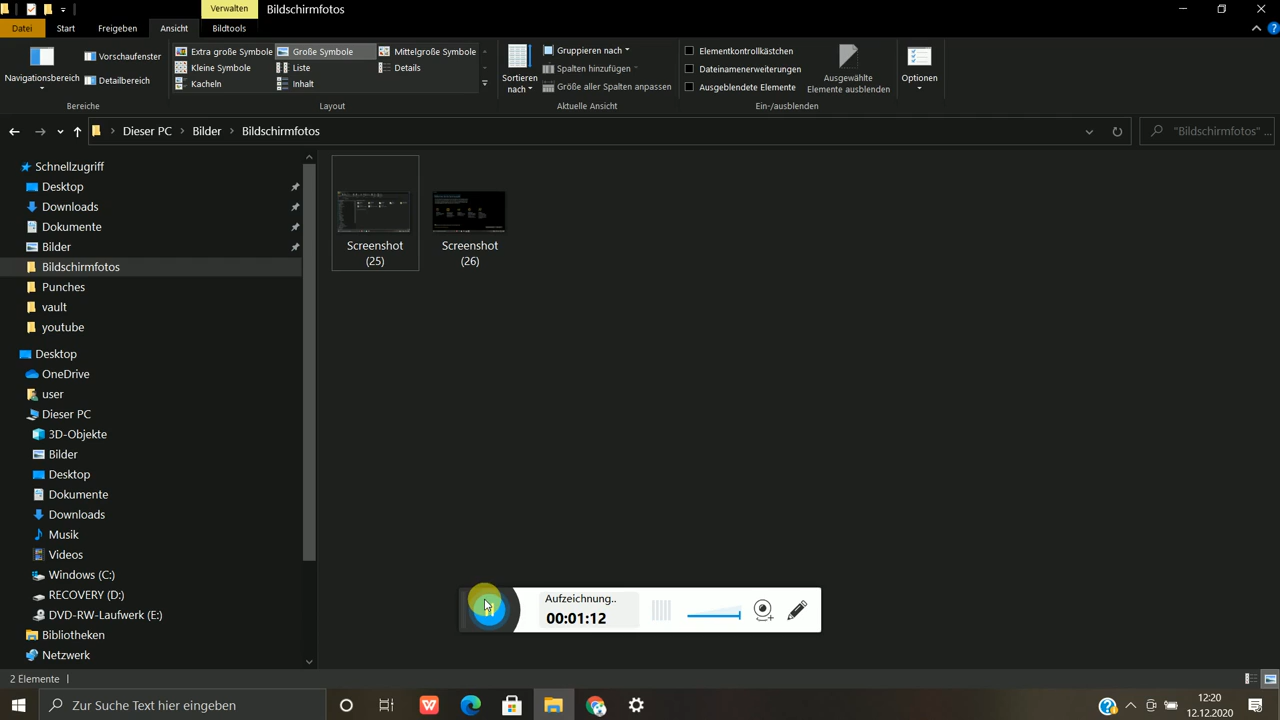 Verwalten
Bildschirmfotos
Datei
Start
Freigeben
Ansicht
Bildtools
Navigationsbereich
Vorschaufenster
Detailbereich
Bereiche
Extra große Symbole
Große Symbole
Mittelgroße Symbole
Kleine Symbole
Liste
Details
Kacheln
Inhalt
Layout
Sortieren
nach
Gruppieren nach
Spalten hinzufügen
Größe aller Spalten anpassen
Aktuelle Ansicht
Elementkontrollkästchen
Dateinamenerweiterungen
Ausgeblendete Elemente
Ausgewählte
Elemente ausblenden
Ein-/ausblenden
Optionen
Dieser PC
Bilder
Bildschirmfotos
"Bildschirmfotos" ...
Schnellzugriff
Desktop
Downloads
Dokumente
Bilder
Bildschirmfotos
Punches
vault
youtube
Desktop
OneDrive
user
Dieser PC
3D-Objekte
Bilder
Desktop
Dokumente
Downloads
Musik
Videos
Windows (C:)
RECOVERY (D:)
DVD-RW-Laufwerk (E:)
Bibliotheken
Netzwerk
Screenshot
(25)
Screenshot
(26)
Aufzeichnung..
00:01:12
2 Elemente
Zur Suche Text hier eingeben
12:20
12.12.2020